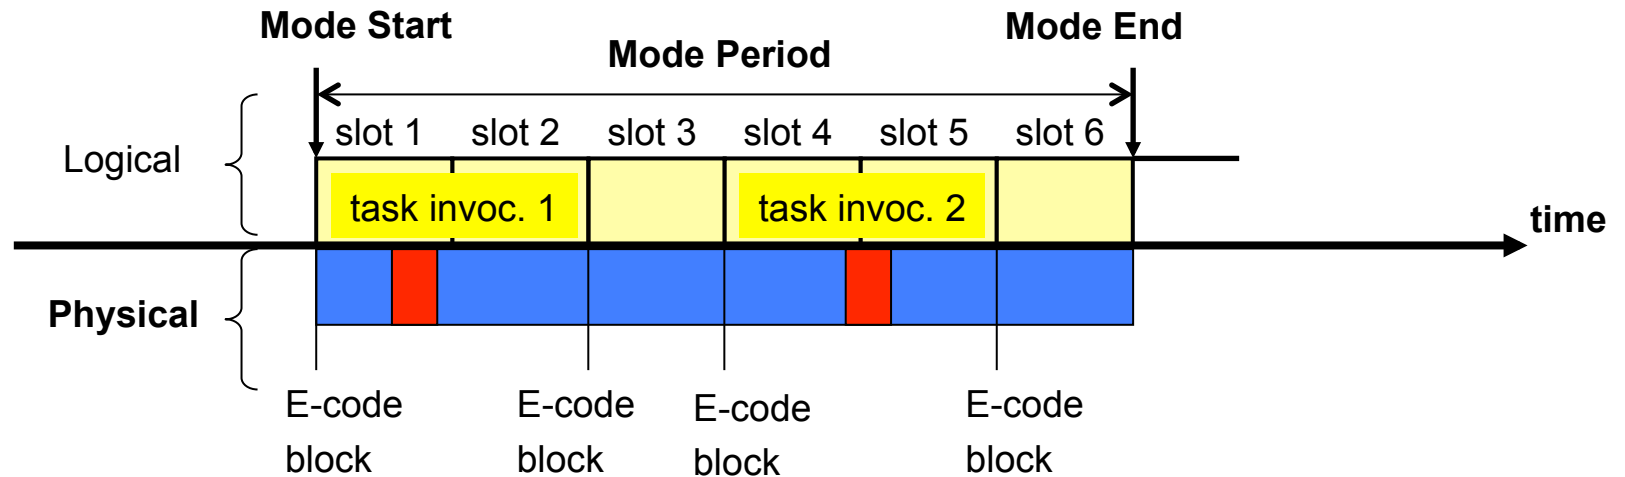 Mode Start
Mode Period
Mode End
slot 1 slot 2 slot 3 slot 4 slot 5 slot 6
Logical
task invoc. 1 task invoc. 2
time
Physical
E-code
block
E-code
block
E-code
block
E-code
block